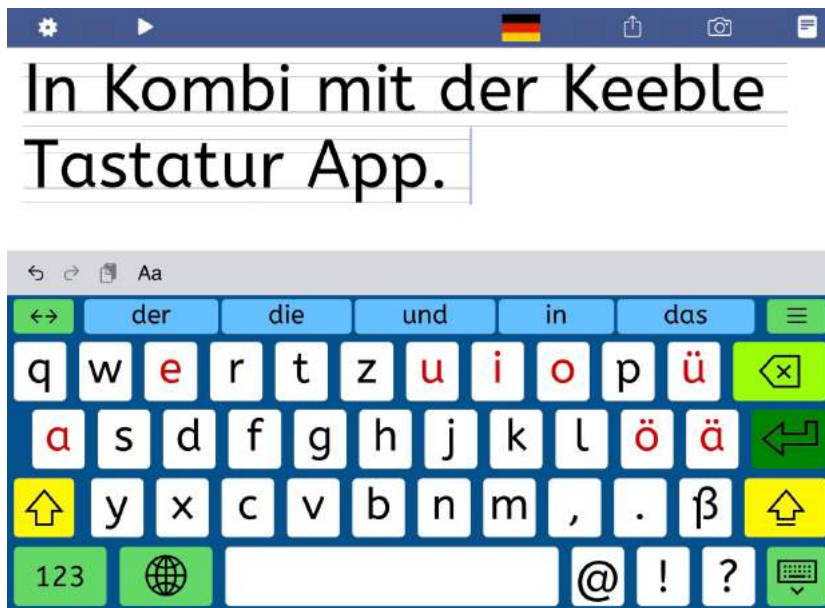 In Kombi mit der Keeble
Tastatur App.
Aa
der die und in das
q w e r t z u i o p ü
a s d f g h j k l ö ä
y x c v b n m , . ß
123 @ ! ?